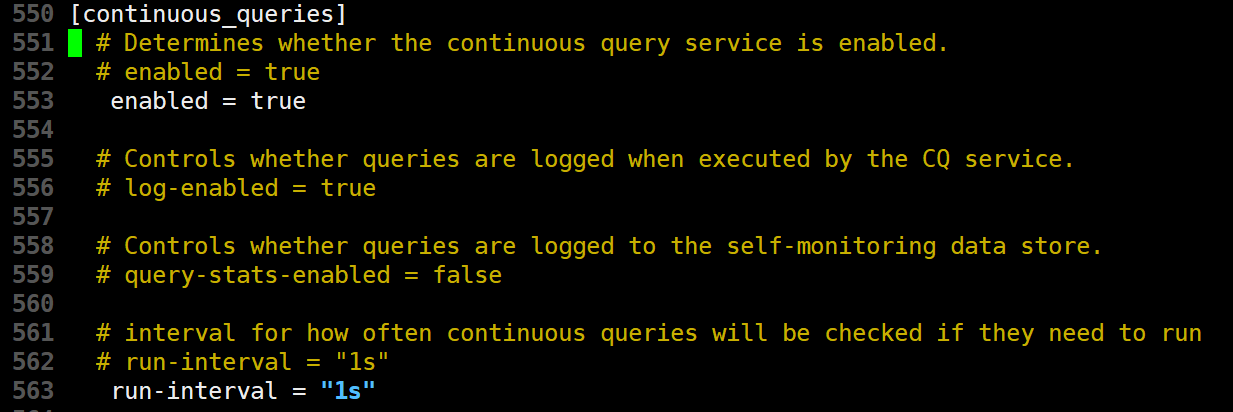 550 [continuous_queries]
551   # Determines whether the continuous query service is enabled.
552   # enabled = true
553    enabled = true
554
555   # Controls whether queries are logged when executed by the CQ service.
556   # log-enabled = true
557
558   # Controls whether queries are logged to the self-monitoring data store.
559   # query-stats-enabled = false
560
561   # interval for how often continuous queries will be checked if they need to run
562   # run-interval = "1s"
563    run-interval = "1s"